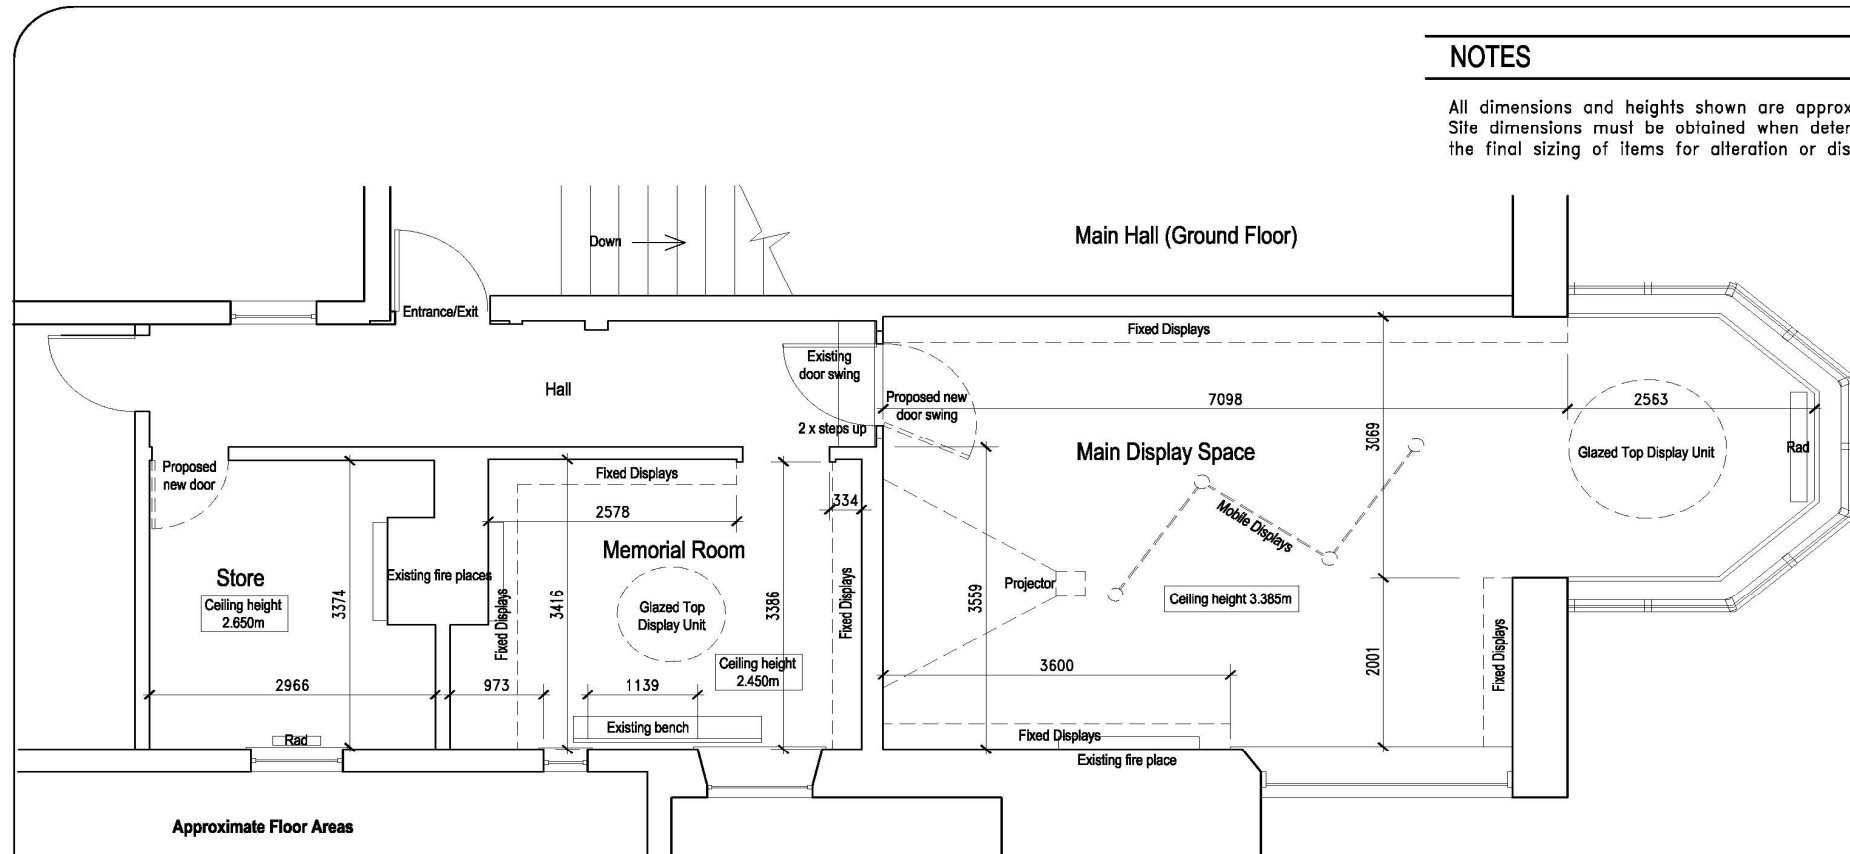 NOTES
All dimensions and heights shown are approx
Site dimensions must be obtained when deter
the final sizing of items for alteration or dis
Main Hall (Ground Floor)
Down
Entrance/Exit
Fixed Displays
Existing
door swing
Hall
Proposed new
door swing
7098
2563
2 x steps up
3069
Main Display Space
Glazed Top Display Unit
Rad
Proposed
new door
Fixed Displays
334
2578
Mobile Displays
Memorial Room
Store
Existing fire places
Projector
Ceiling height
2.650m
3374
Fixed Displays
3416
Glazed Top
Display Unit
3386
Fixed Displays
3559
Ceiling height 3.385m
Ceiling height
2.450m
3600
2001
Fixed Displays
2966
973
1139
Existing bench
Rad
Fixed Displays
Existing fire place
Approximate Floor Areas